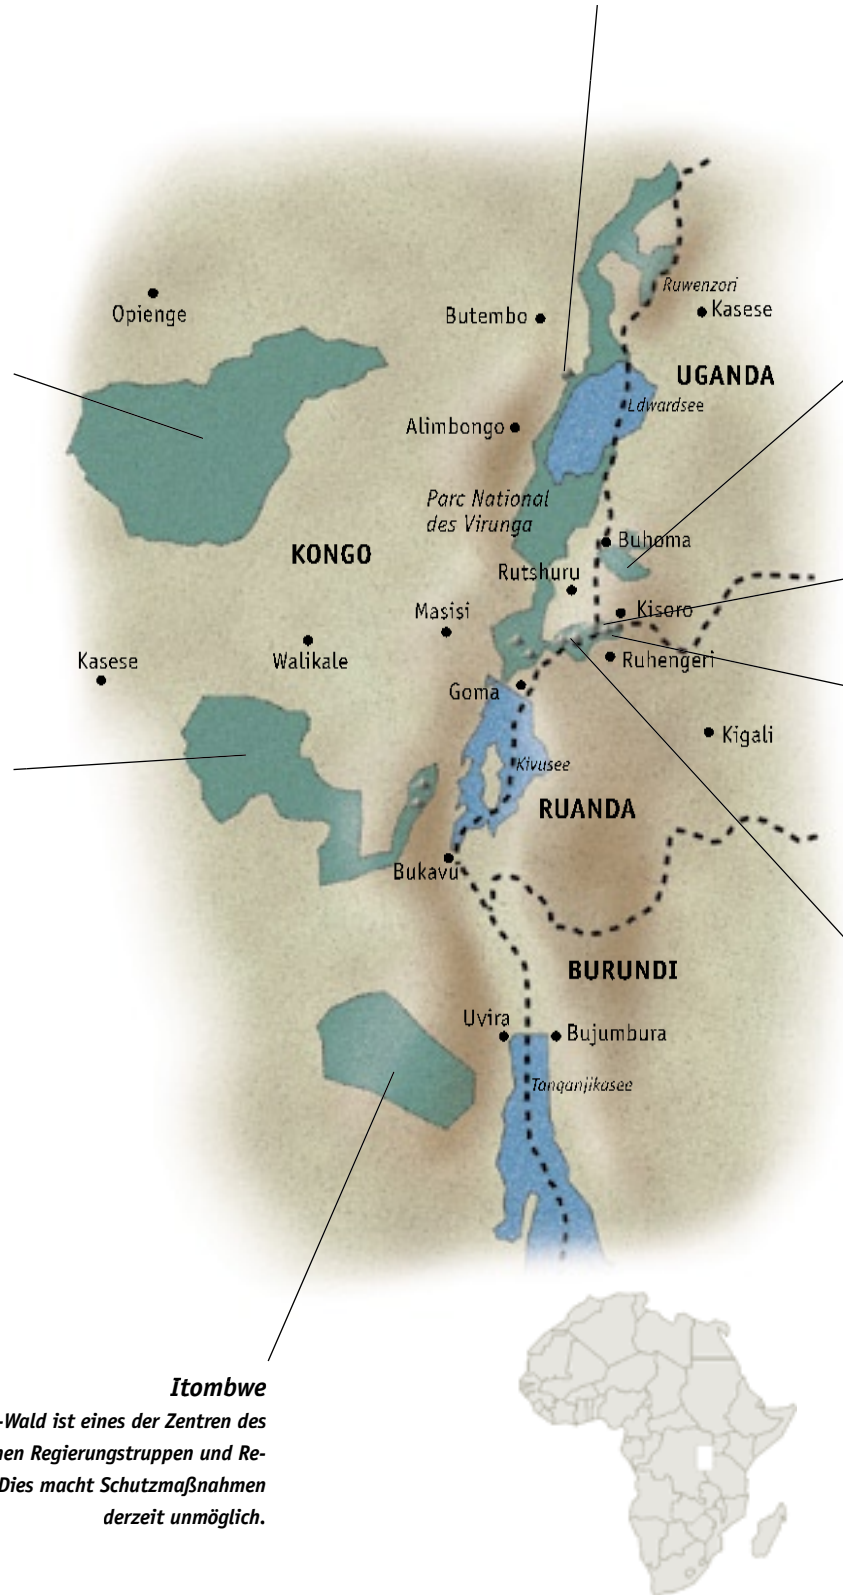 Ruwenzori
Opienge
Butembo
Kasese
UGANDA
Ldwardsee
Alimbongo
Parc National
des Virunga
Buhoma
KONGO
Rutshuru
Masisi
Kisoro
Kasese
Walikale
Ruhengeri
Goma
Kigali
Kivusee
RUANDA
Bukavu
BURUNDI
Uvira
Bujumbura
Tanganjikasee
Itombwe
-Wald ist eines der Zentren des
nen Regierungstruppen und Re-
Dies macht Schutzmaßnahmen
derzeit unmöglich.